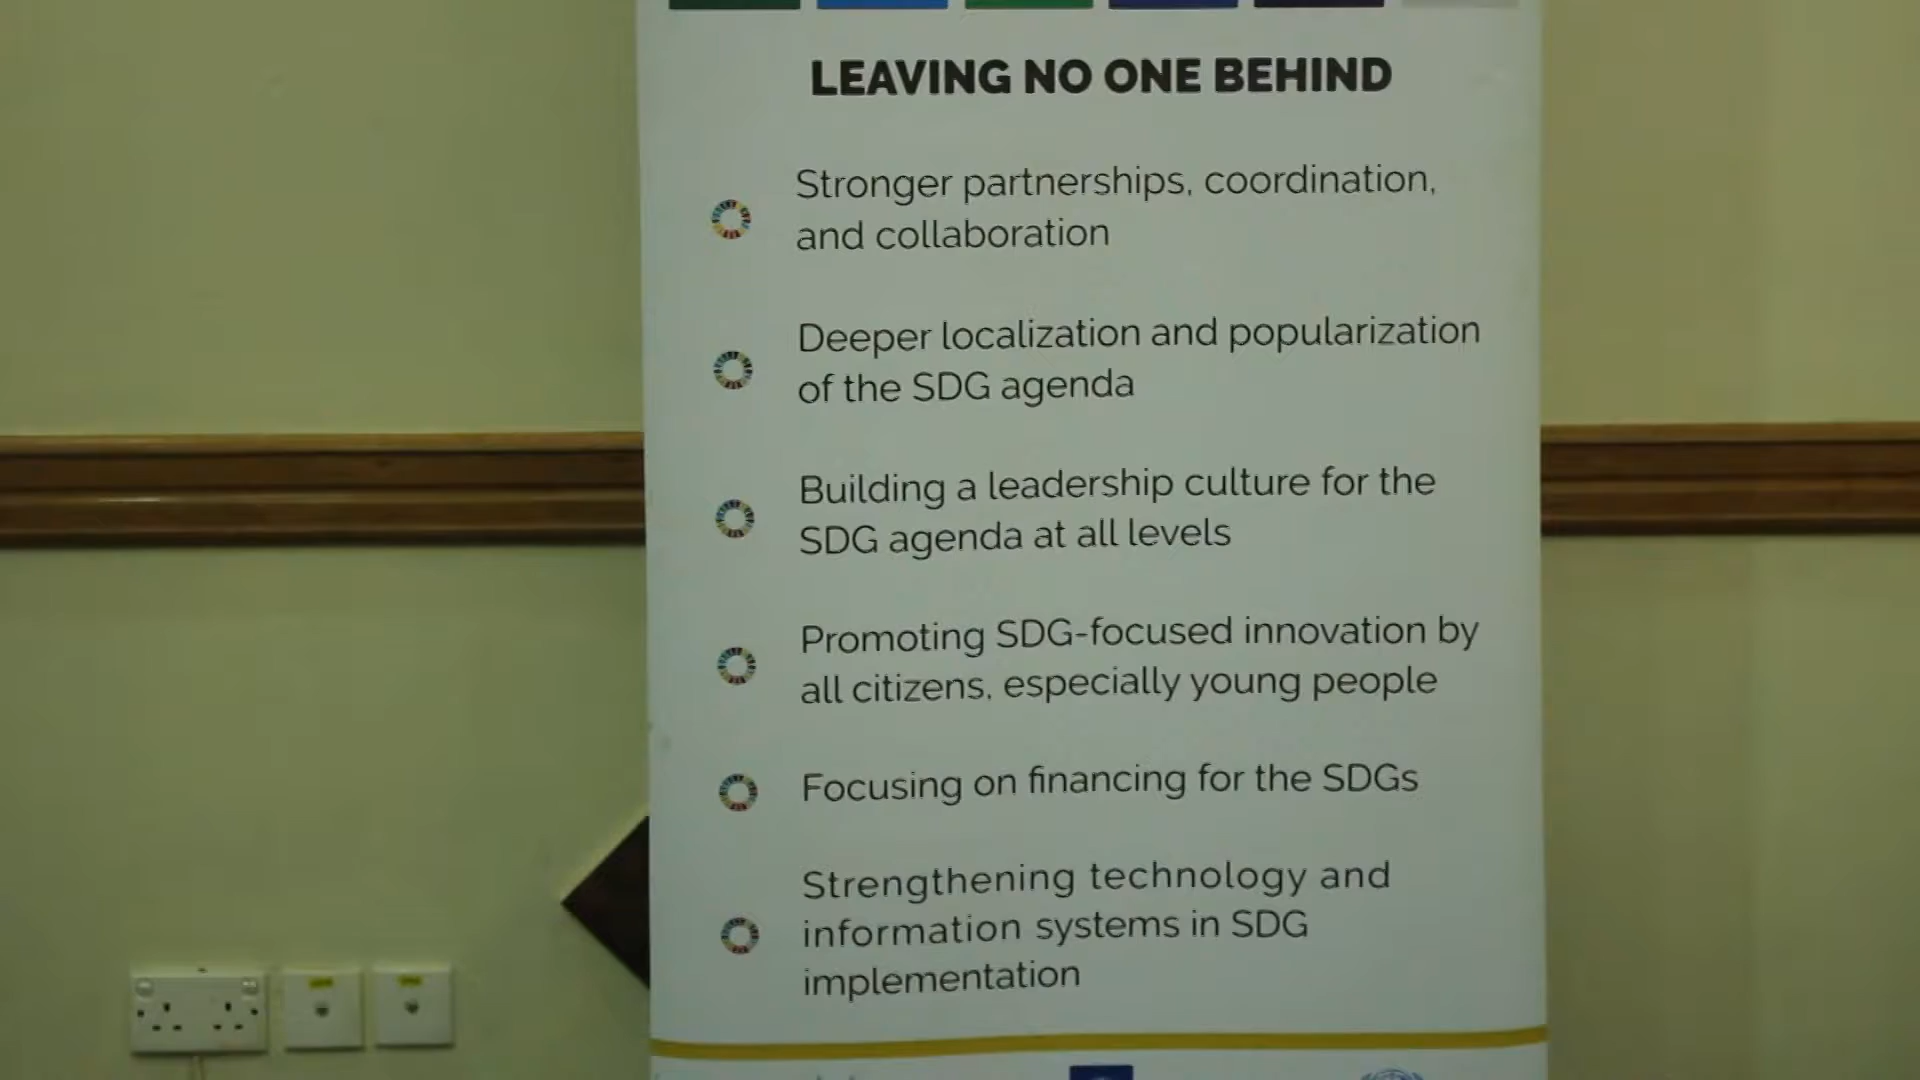 LEAVING NO ONE BEHIND
Stronger partnerships, coordination,
and collaboration
Deeper localization and popularization
of the SDG agenda
Building a leadership culture for the
SDG agenda at all levels
Promoting SDG-focused innovation by
all citizens, especially young people
Focusing on financing for the SDGs
Strengthening technology and
information systems in SDG
implementation